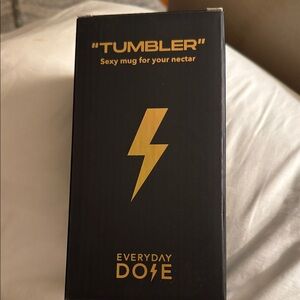 "TUMBLER"
Sexy mug for your nectar
EVERYDAY
DOSE